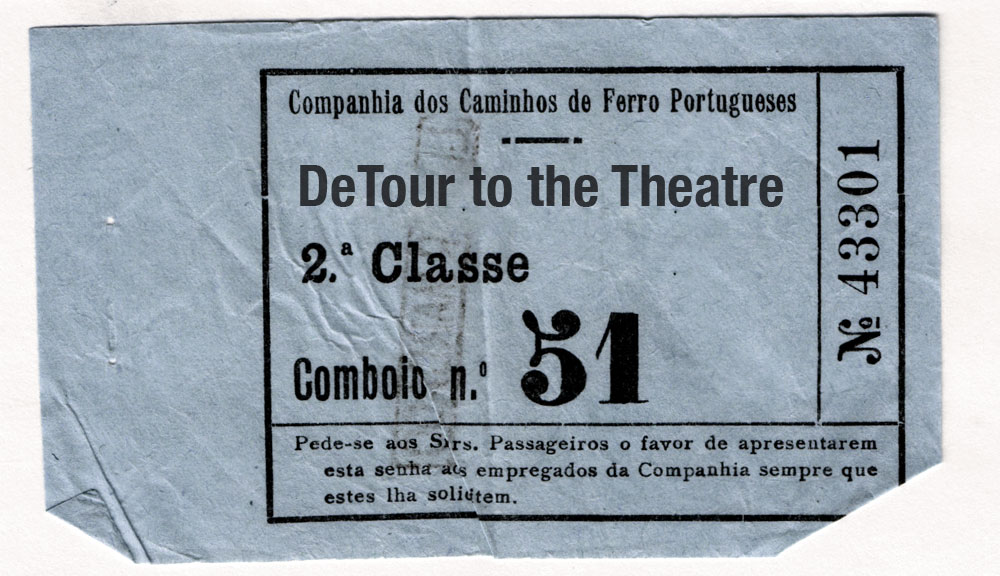 Companhia dos Caminhos de Ferro Portugueses
DeTour to the Theatre
2.ª Classe
Comboio n.º 51
Pede-se aos Srs. Passageiros o favor de apresentarem
esta senha aos empregados da Companhia sempre que
estes lha solicitem.
Nº 43301